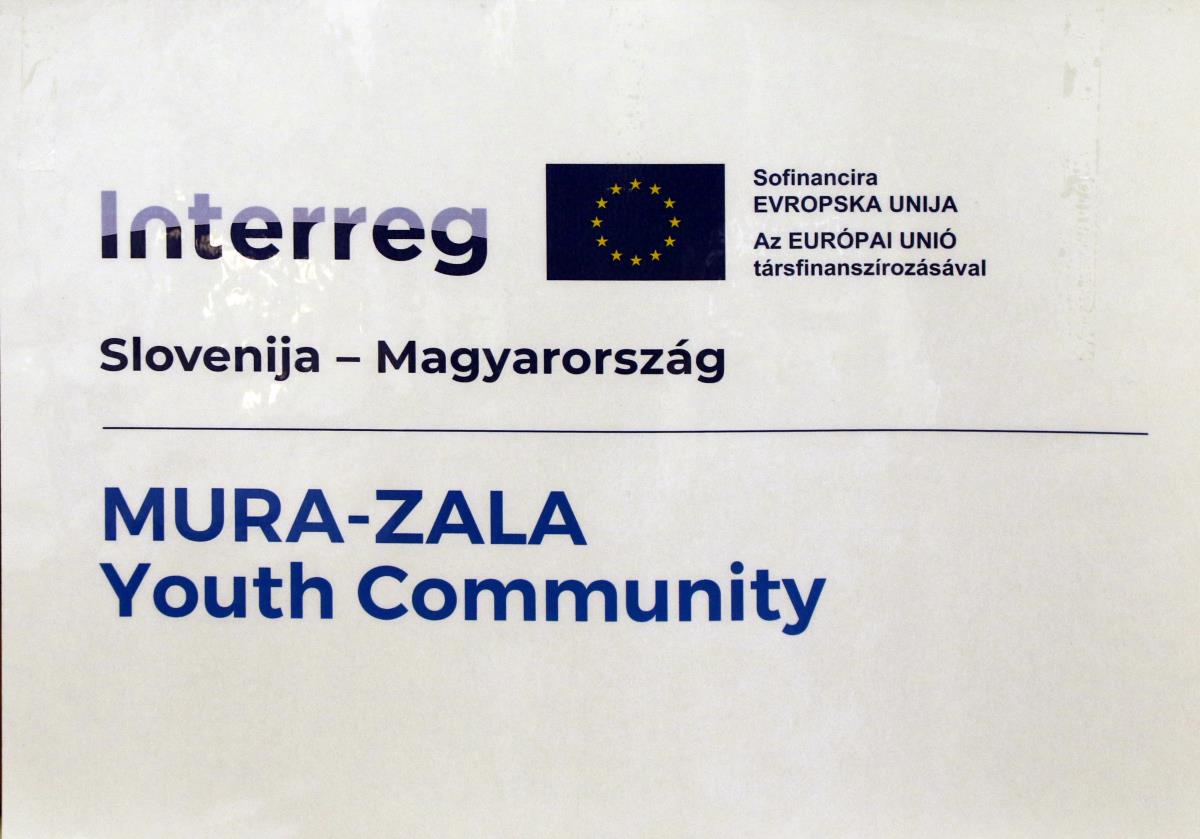 Interreg
Sofinancira
EVROPSKA UNIJA
Az EURÓPAI UNIÓ
társfinanszírozásával
Slovenija – Magyarország
MURA-ZALA
Youth Community